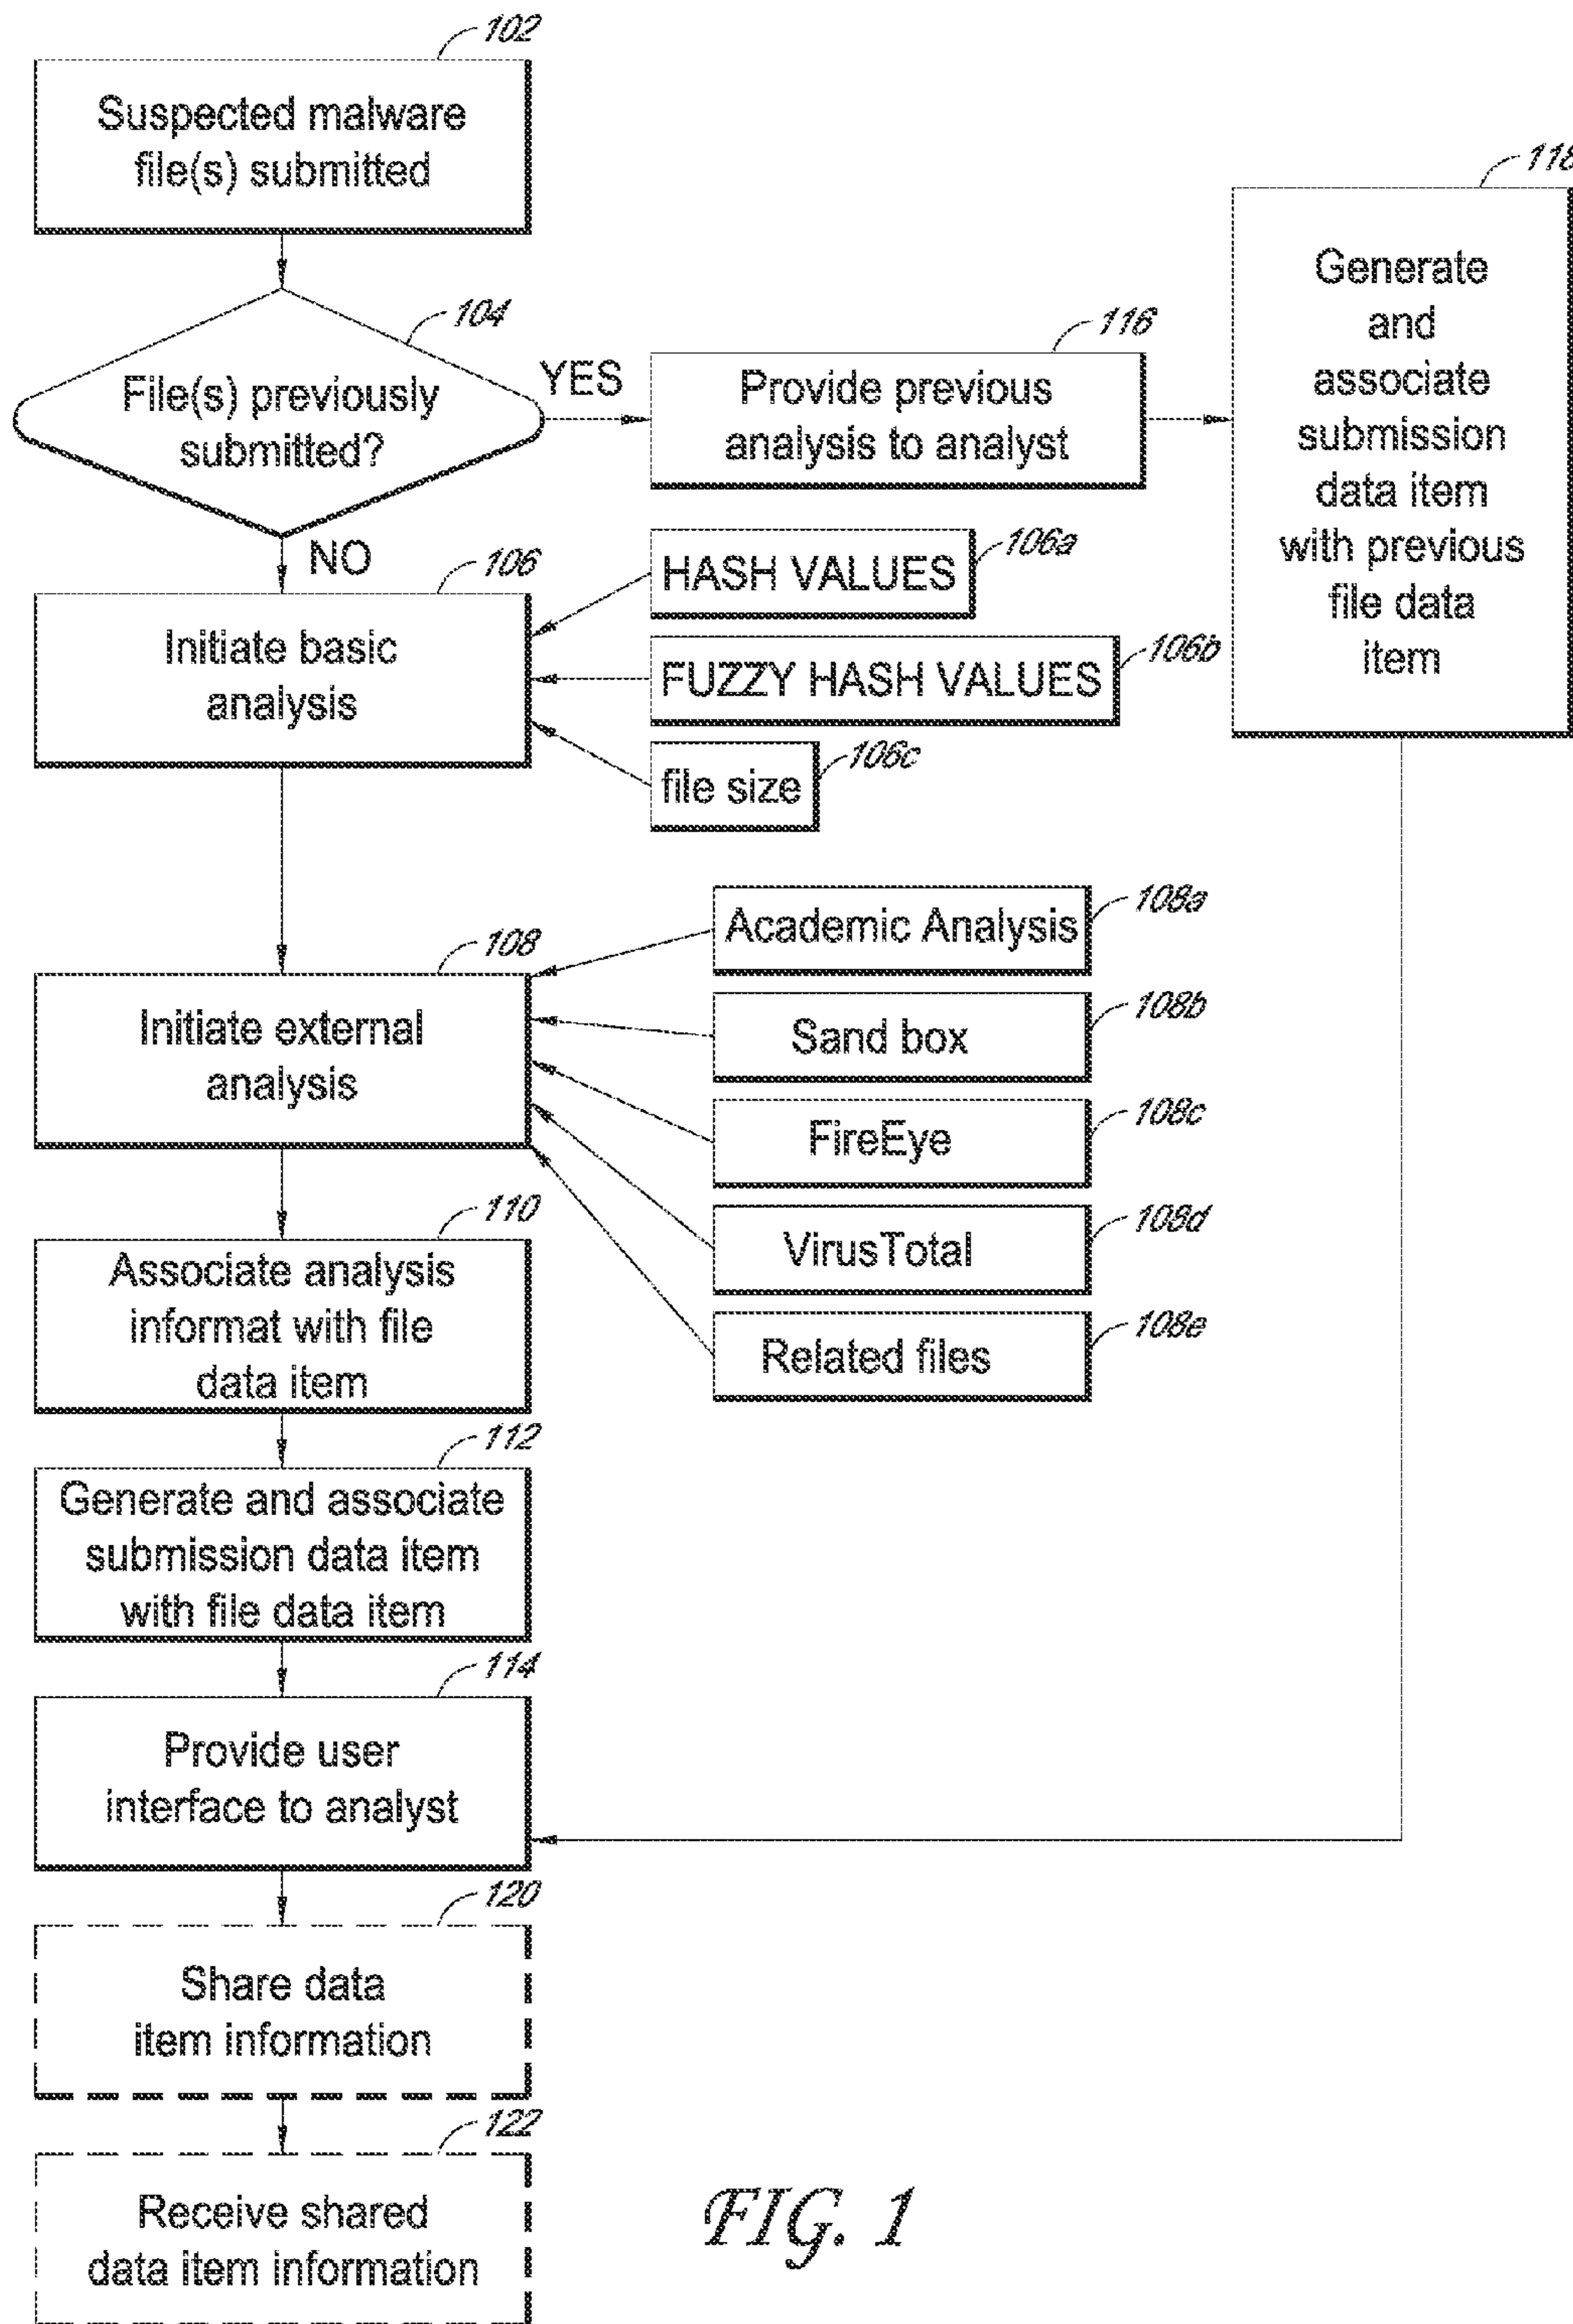 102
Suspected malware
file(s) submitted
104
File(s) previously
submitted?
YES
116
Provide previous
analysis to analyst
118
Generate
and
associate
submission
data item
with previous
file data
item
NO
106
Initiate basic
analysis
HASH VALUES
106a
FUZZY HASH VALUES
106b
file size
106c
108
Initiate external
analysis
Academic Analysis
108a
Sand box
108b
FireEye
108c
VirusTotal
108d
Related files
108e
110
Associate analysis
informat with file
data item
112
Generate and associate
submission data item
with file data item
114
Provide user
interface to analyst
120
Share data
item information
122
Receive shared
data item information
FIG. 1